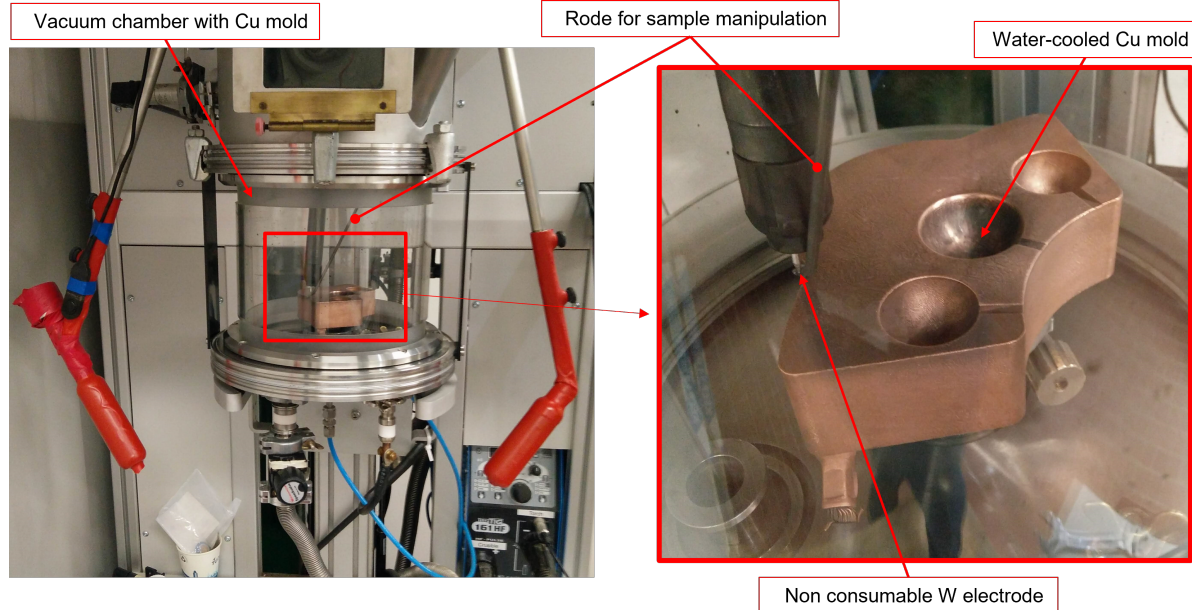 Vacuum chamber with Cu mold
Rode for sample manipulation
Water-cooled Cu mold
161 HF
Non consumable W electrode